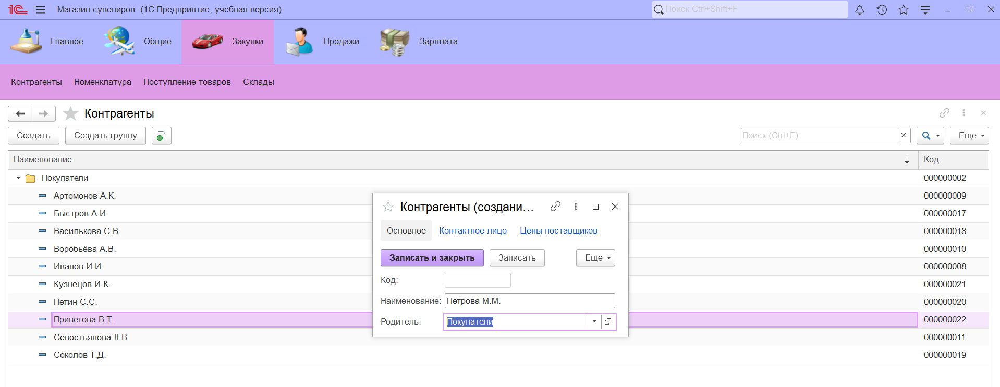 1С Магазин сувениров (1С:Предприятие, учебная версия) Поиск Ctrl+Shift+F
Главное Общие Закупки Продажи Зарплата
Контрагенты Номенклатура Поступление товаров Склады
Контрагенты
Создать Создать группу Поиск (Ctrl+F) Еще
Наименование Код
Покупатели 000000002
Артомонов А.К. 000000009
Быстров А.И. 000000017
Василькова С.В. 000000018
Воробьёва А.В. 000000010
Иванов И.И 000000008
Кузнецов И.К. 000000021
Петин С.С. 000000020
Приветова В.Т. 000000022
Севостьянова Л.В. 000000011
Соколов Т.Д. 000000019
Контрагенты (создани...
Основное Контактное лицо Цены поставщиков
Записать и закрыть Записать Еще
Код:
Наименование: Петрова М.М.
Родитель: Покупатели